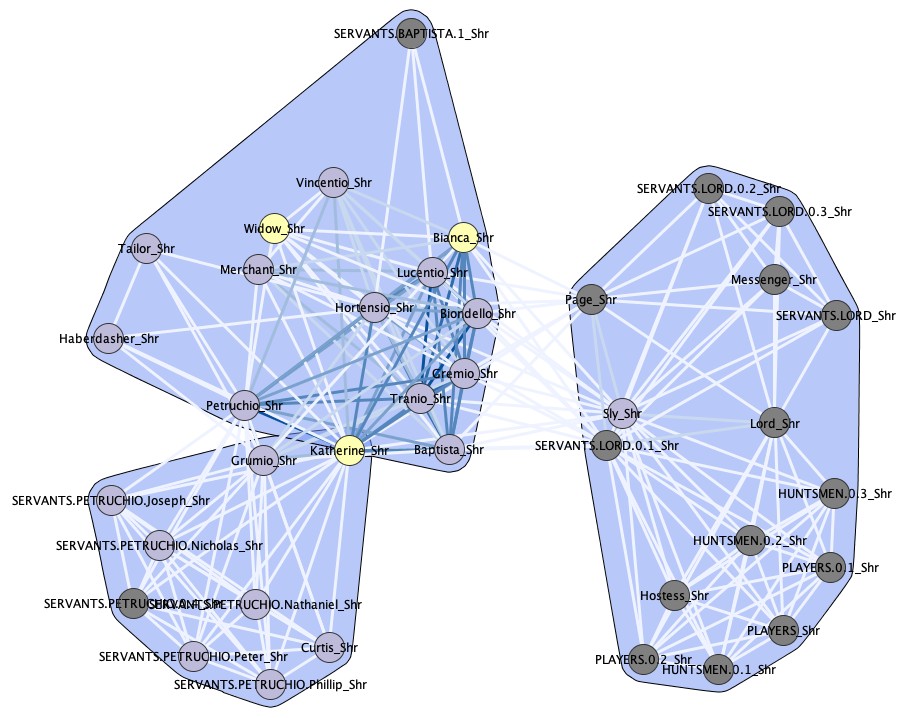 SERVANTS.BAPTISTA.1_Shr
Vincentio_Shr
SERVANTS.LORD.0.2_Shr
SERVANTS.LORD.0.3_Shr
Widow_Shr
Bianca_Shr
Tailor_Shr
Merchant_Shr
Lucentio_Shr
Messenger_Shr
Page_Shr
Hortensio_Shr
Biondello_Shr
SERVANTS.LORD_Shr
Haberdasher_Shr
Gremio_Shr
Tranio_Shr
Petruchio_Shr
Sly_Shr
Lord_Shr
Katherine_Shr
Baptista_Shr
SERVANTS.LORD.0.1_Shr
Grumio_Shr
HUNTSMEN.0.3_Shr
SERVANTS.PETRUCHIO.Joseph_Shr
HUNTSMEN.0.2_Shr
SERVANTS.PETRUCHIO.Nicholas_Shr
PLAYERS.0.1_Shr
Hostess_Shr
SERVANTS.PETRUCHIO.Nathaniel_Shr
PLAYERS_Shr
Curtis_Shr
SERVANTS.PETRUCHIO.Peter_Shr
PLAYERS.0.2_Shr
HUNTSMEN.0.1_Shr
SERVANTS.PETRUCHIO.Phillip_Shr